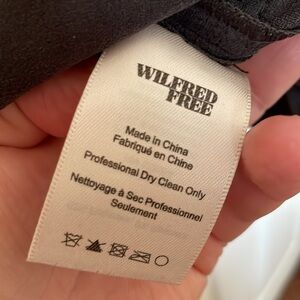 WILFRED
FREE
Made in China
Fabriqué en Chine
Professional Dry Clean Only
Nettoyage à Sec Professionnel
Seulement